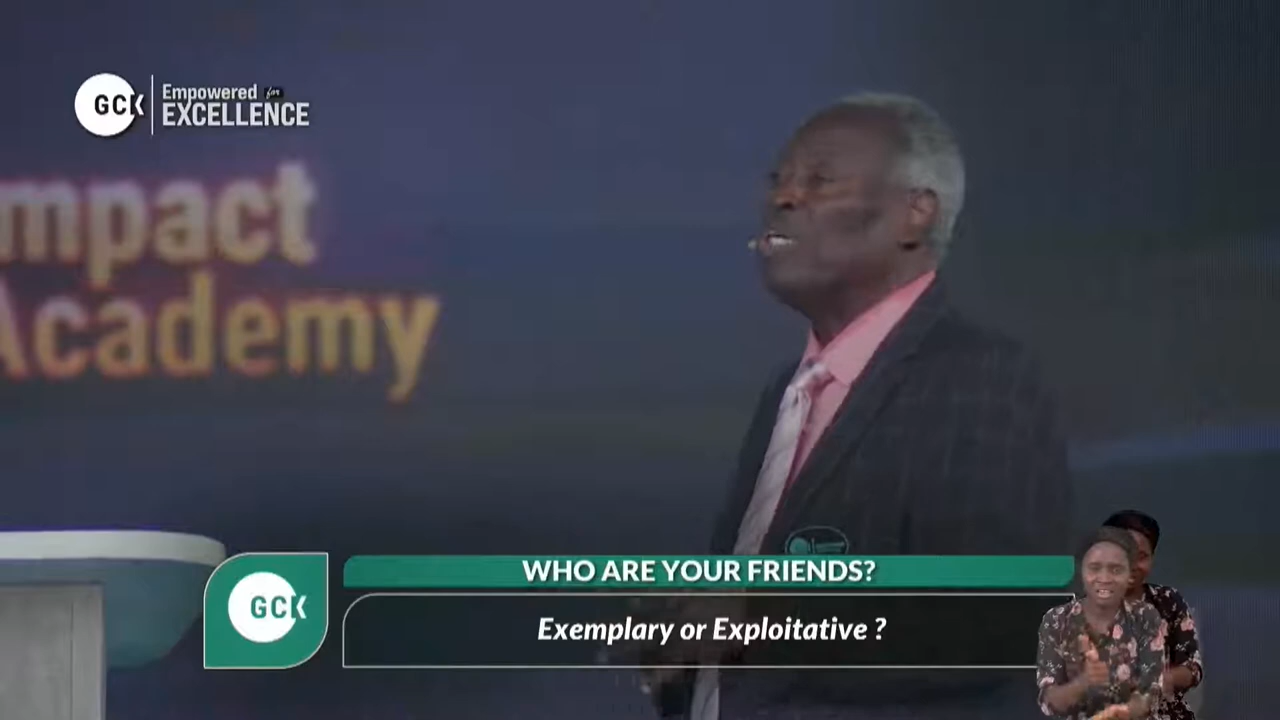 GCK
Empowered for
EXCELLENCE
mpact
Academy
GCK
WHO ARE YOUR FRIENDS?
Exemplary or Exploitative ?